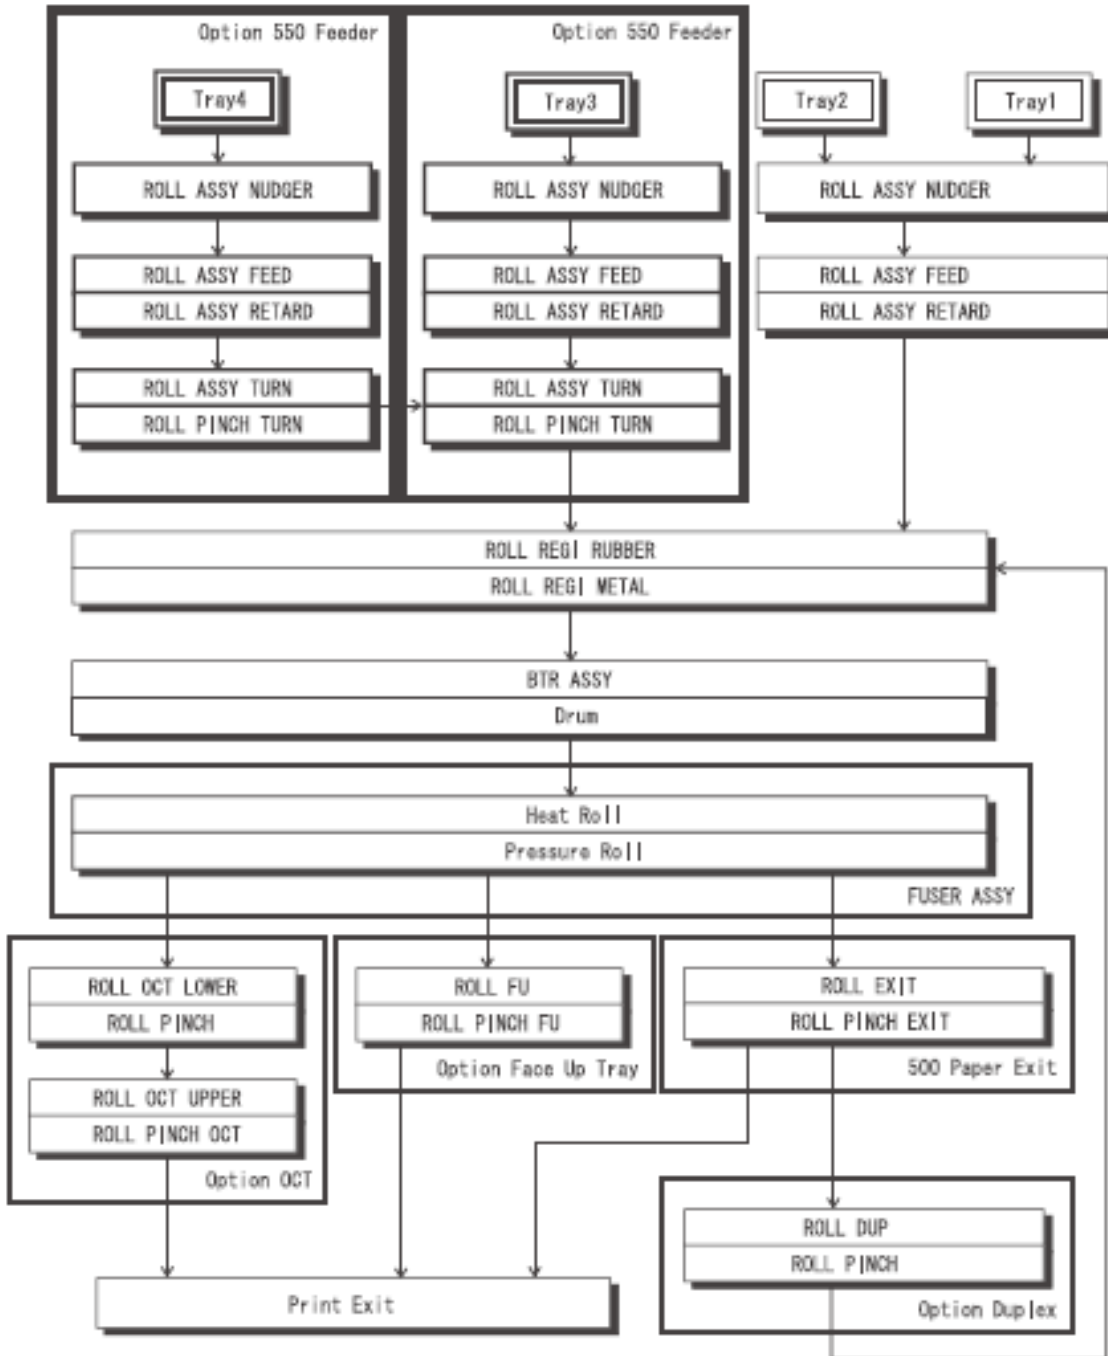 Option 550 Feeder
Option 550 Feeder
Tray4
Tray3
Tray2
Tray1
ROLL ASSY NUDGER
ROLL ASSY NUDGER
ROLL ASSY NUDGER
ROLL ASSY FEED
ROLL ASSY RETARD
ROLL ASSY FEED
ROLL ASSY RETARD
ROLL ASSY FEED
ROLL ASSY RETARD
ROLL ASSY TURN
ROLL PINCH TURN
ROLL ASSY TURN
ROLL PINCH TURN
ROLL REGI RUBBER
ROLL REGI METAL
BTR ASSY
Drum
Heat Roll
Pressure Roll
FUSER ASSY
ROLL OCT LOWER
ROLL PINCH
ROLL OCT UPPER
ROLL PINCH OCT
Option OCT
ROLL FU
ROLL PINCH FU
Option Face Up Tray
ROLL EXIT
ROLL PINCH EXIT
500 Paper Exit
ROLL DUP
ROLL PINCH
Option Duplex
Print Exit